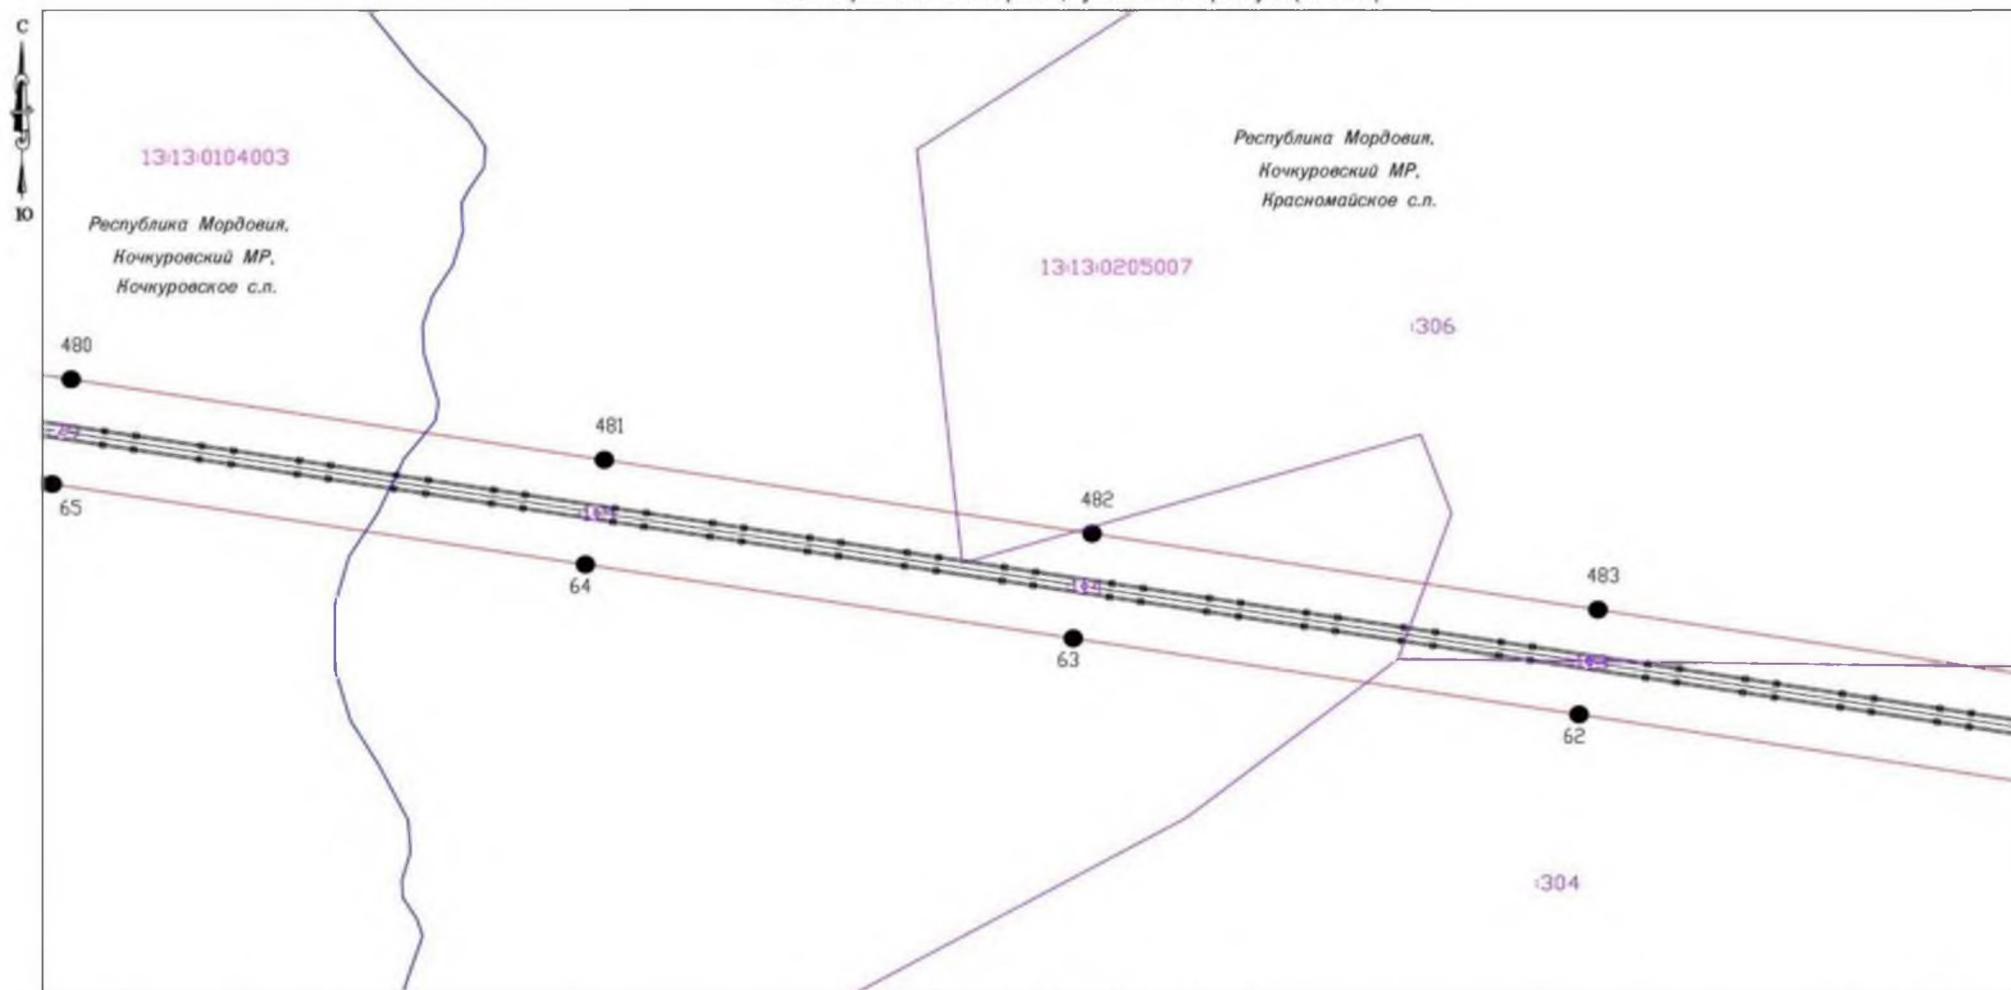 С
Ю
13:13:0104003
Республика Мордовия,
Кочкуровский МР,
Кочкуровское с.п.
Республика Мордовия,
Кочкуровский МР,
Красномайское с.п.
13:13:0205007
:306
480
481
482
483
65
64
63
62
:304